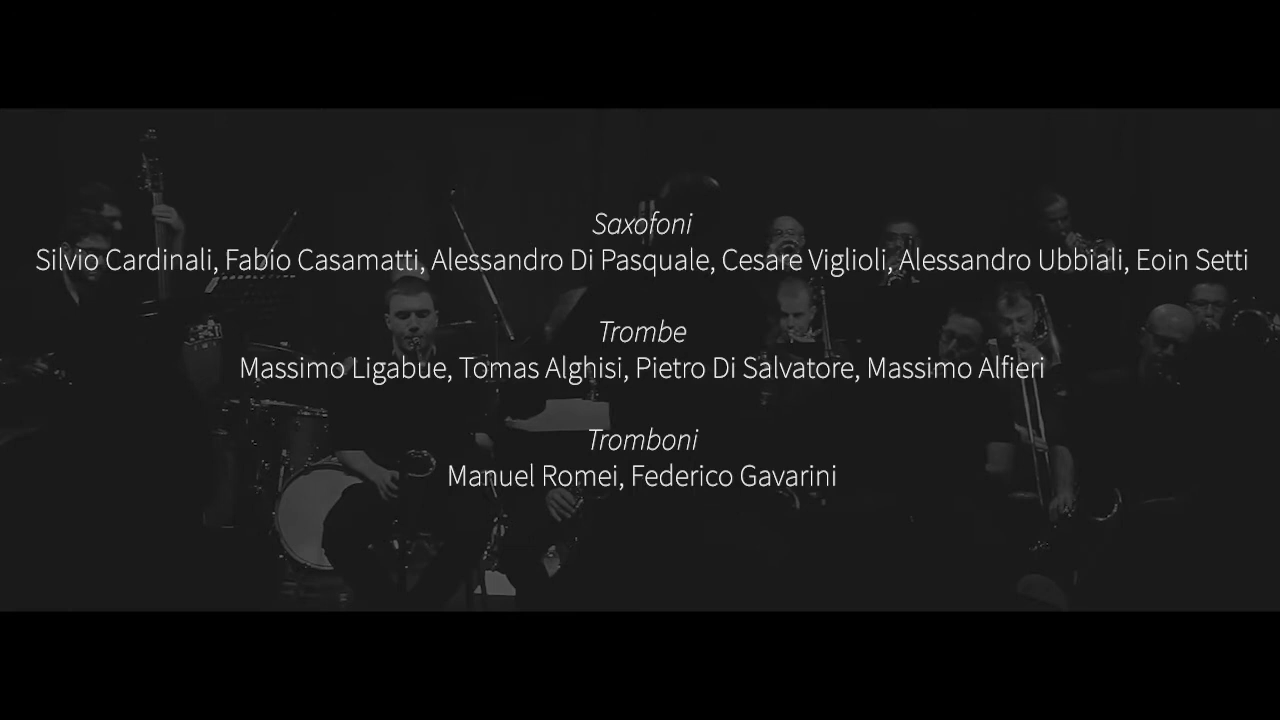 Saxofoni
Silvio Cardinali, Fabio Casamatti, Alessandro Di Pasquale, Cesare Viglioli, Alessandro Ubbiali, Eoin Setti
Trombe
Massimo Ligabue, Tomas Alghisi, Pietro Di Salvatore, Massimo Alfieri
Tromboni
Manuel Romei, Federico Gavarini